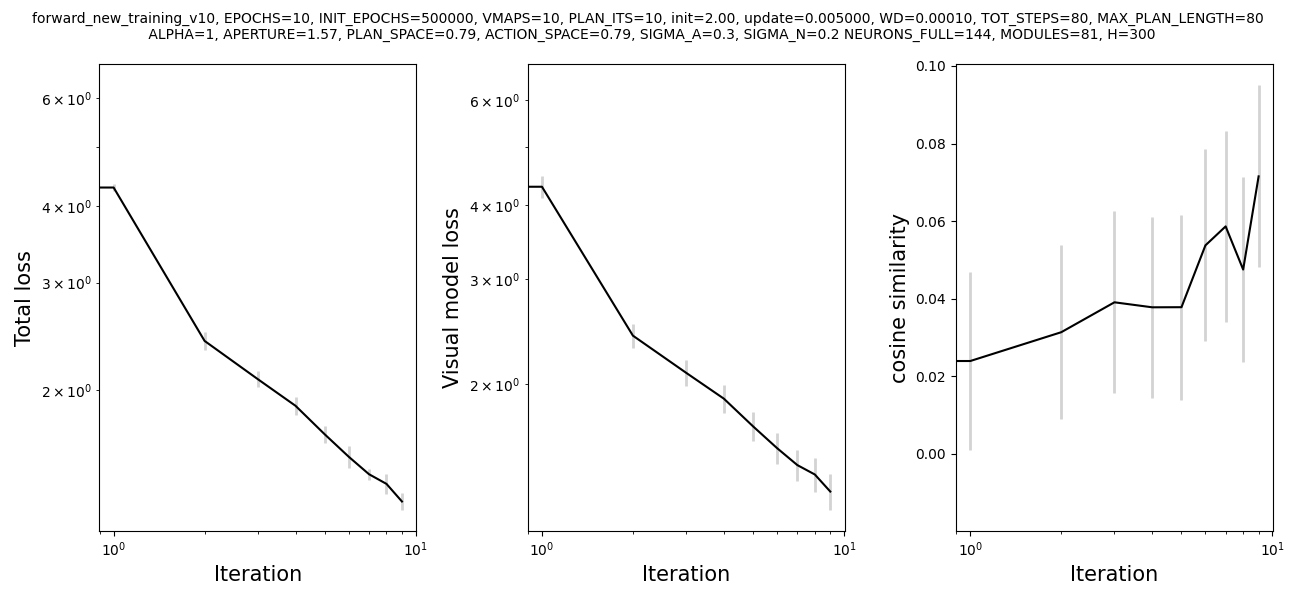 forward_new_training_v10, EPOCHS=10, INIT_EPOCHS=500000, VMAPS=10, PLAN_ITS=10, init=2.00, update=0.005000, WD=0.00010, TOT_STEPS=80, MAX_PLAN_LENGTH=80
ALPHA=1, APERTURE=1.57, PLAN_SPACE=0.79, ACTION_SPACE=0.79, SIGMA_A=0.3, SIGMA_N=0.2 NEURONS_FULL=144, MODULES=81, H=300
Total loss
6 × 10⁰
4 × 10⁰
3 × 10⁰
2 × 10⁰
10⁰
10¹
Iteration
Visual model loss
6 × 10⁰
4 × 10⁰
3 × 10⁰
2 × 10⁰
10⁰
10¹
Iteration
cosine similarity
0.10
0.08
0.06
0.04
0.02
0.00
10⁰
10¹
Iteration